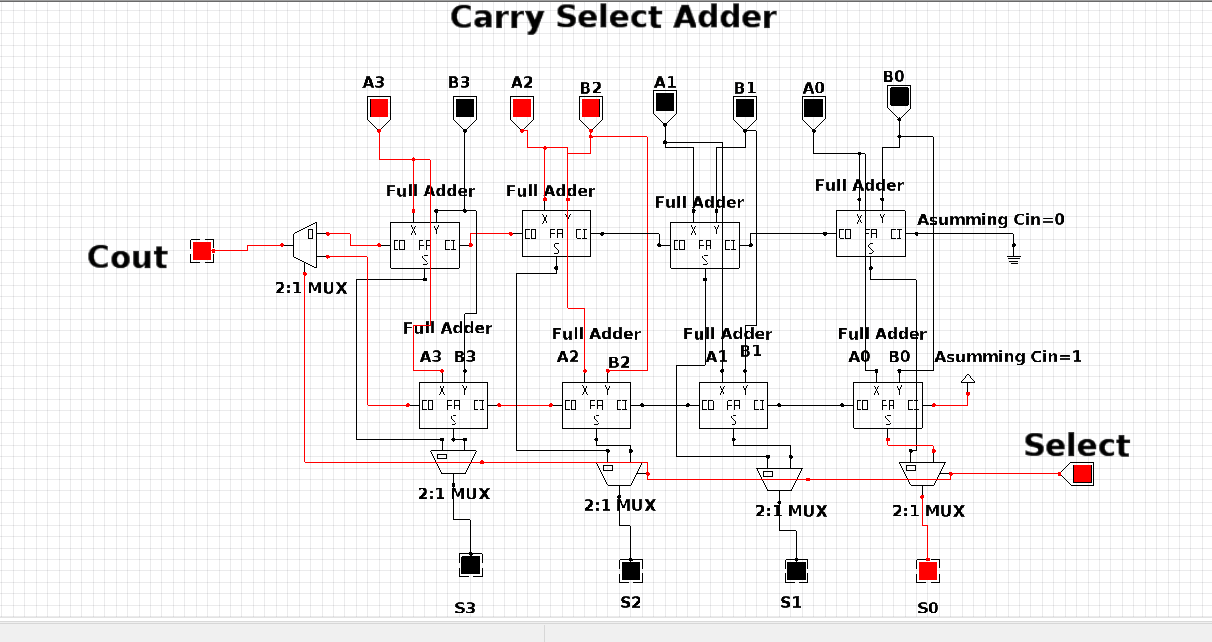 Carry Select Adder
A3 B3 A2 B2 A1 B1 A0 B0
Full Adder Full Adder Full Adder Full Adder
X Y X Y X Y X Y
Asumming Cin=0
CO FA CI CO FA CI CO FA CI CO FA CI
S S S S
Cout
0
2:1 MUX
Full Adder Full Adder Full Adder Full Adder
A3 B3 A2 B2 A1 B1 A0 B0
Asumming Cin=1
X Y X Y X Y X Y
CO FA CI CO FA CI CO FA CI CO FA CI
S S S S
Select
2:1 MUX 2:1 MUX 2:1 MUX 2:1 MUX
S3 S2 S1 S0